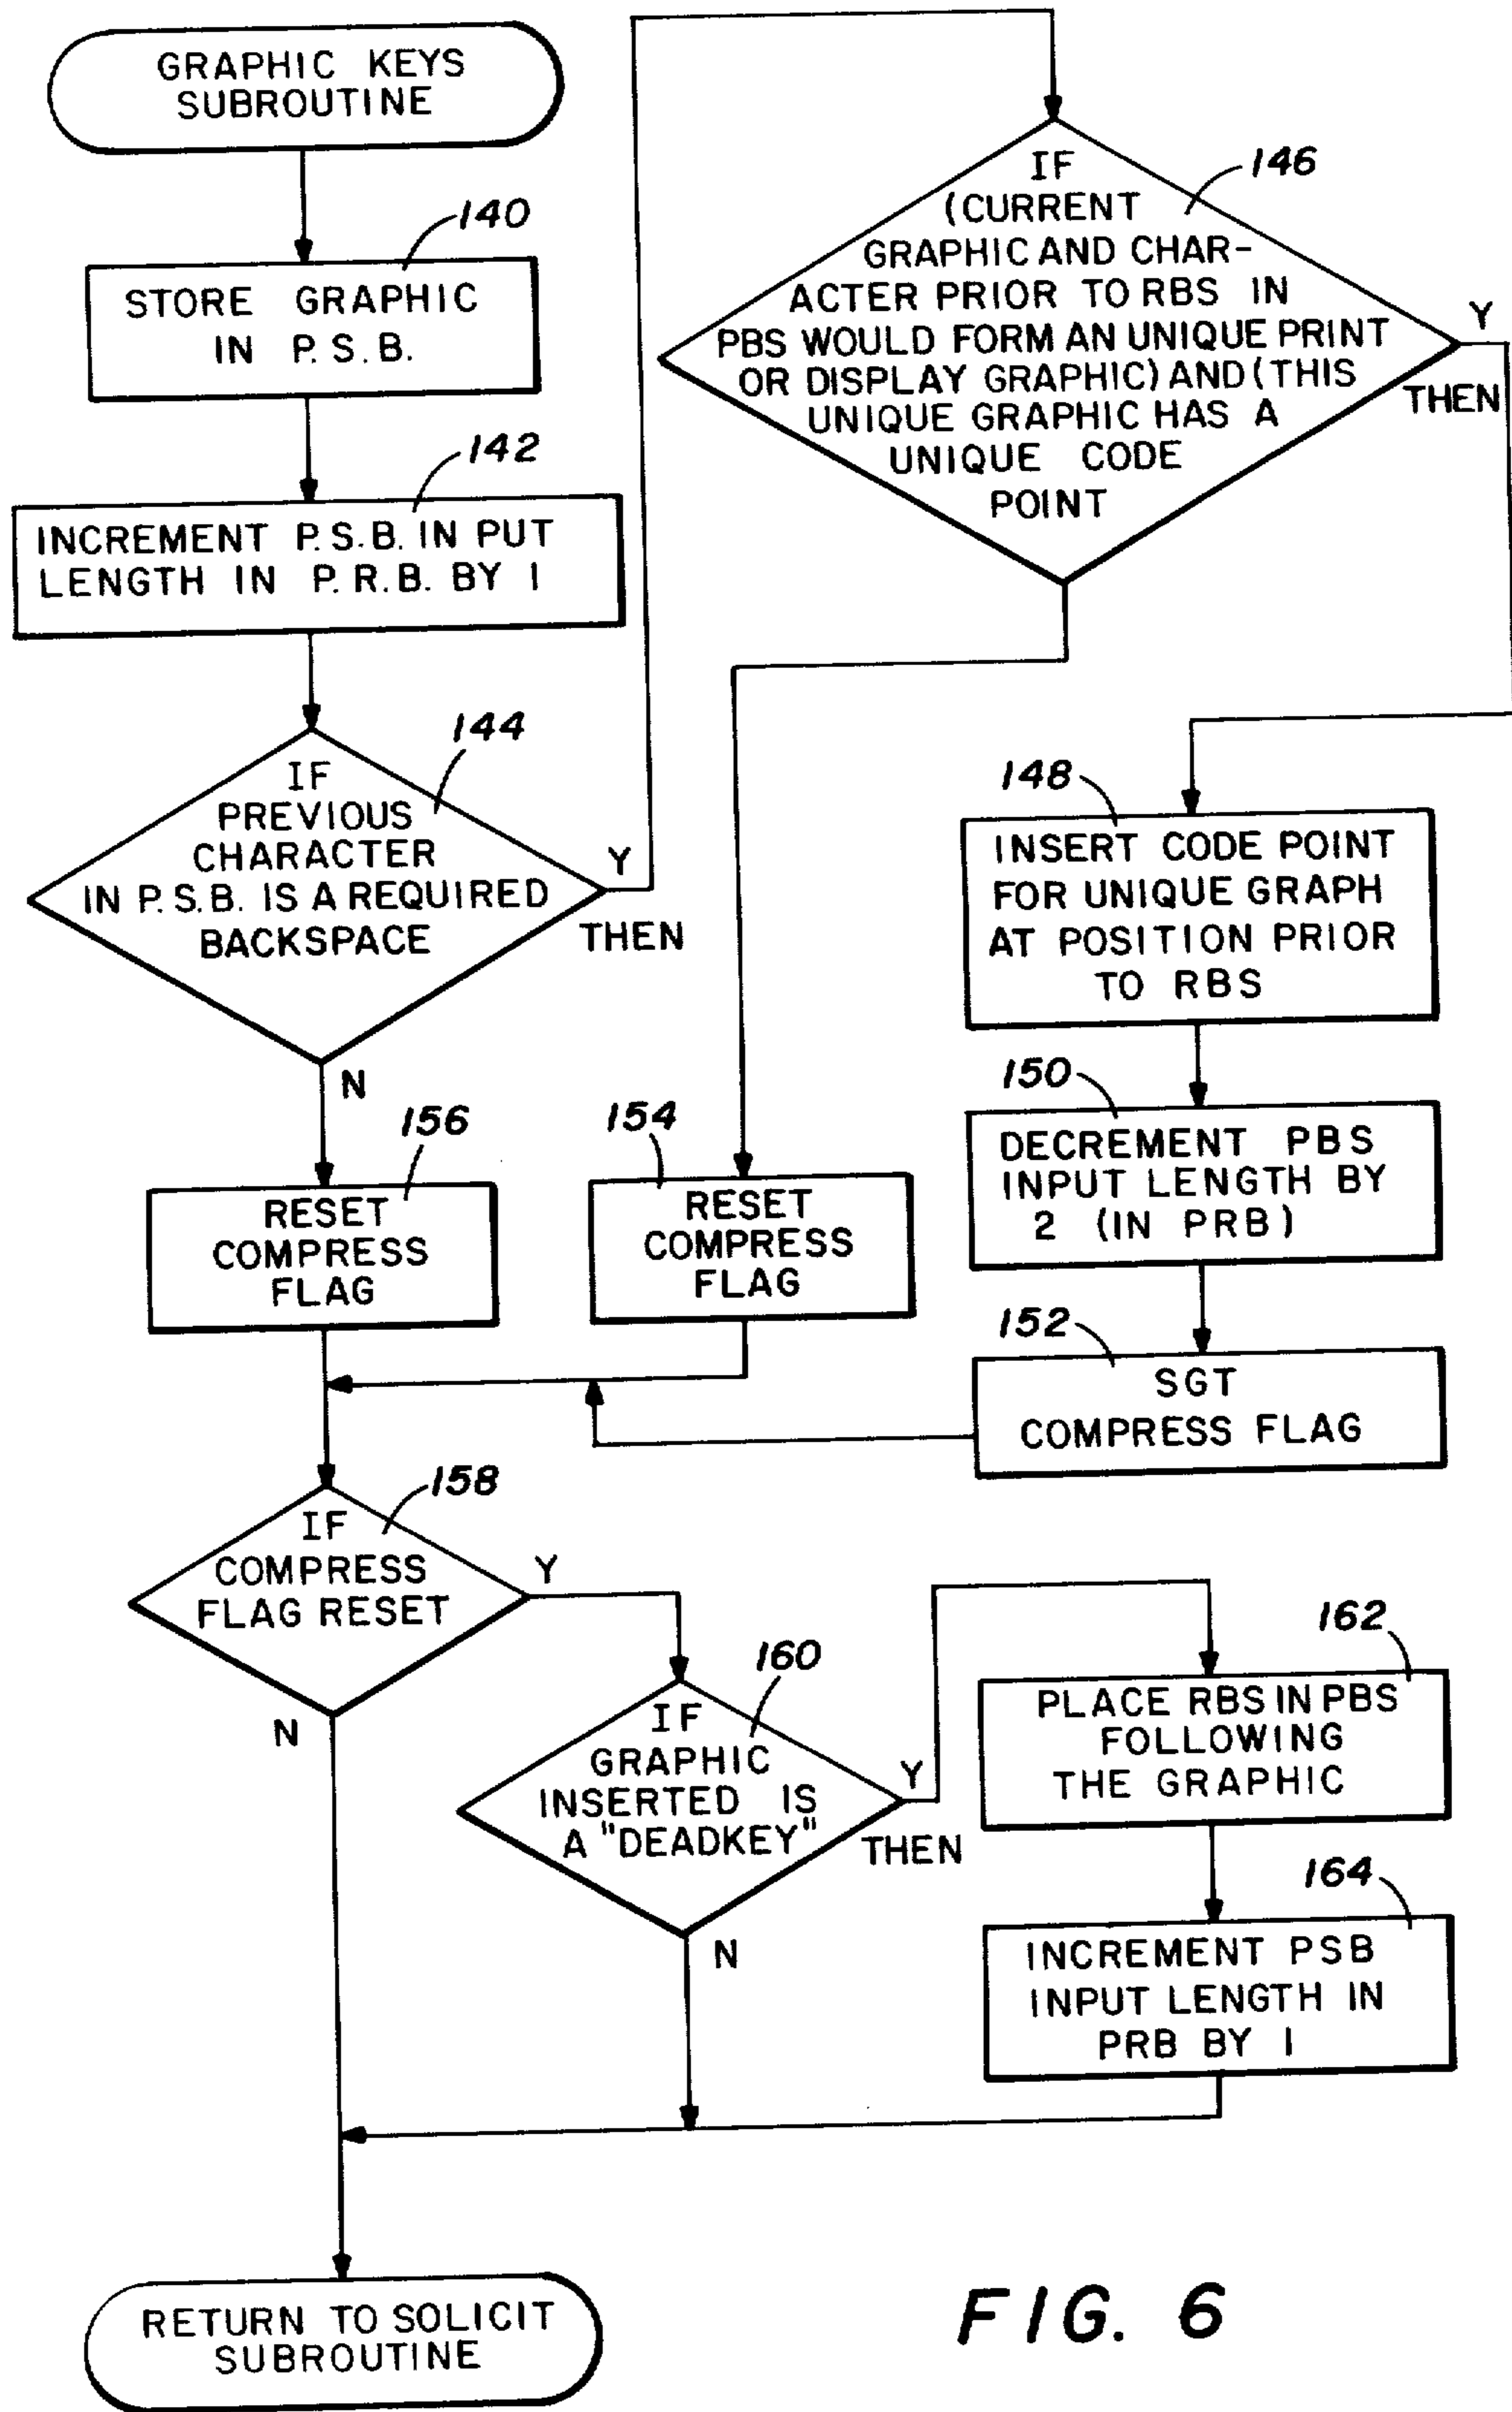 GRAPHIC KEYS
SUBROUTINE
140
STORE GRAPHIC
IN P.S.B.
142
INCREMENT P.S.B. IN PUT
LENGTH IN P.R.B. BY 1
144
IF
PREVIOUS
CHARACTER
IN P.S.B. IS A REQUIRED
BACKSPACE
Y
THEN
N
146
IF
(CURRENT
GRAPHIC AND CHAR-
ACTER PRIOR TO RBS IN
PBS WOULD FORM AN UNIQUE PRINT
OR DISPLAY GRAPHIC) AND (THIS
UNIQUE GRAPHIC HAS A
UNIQUE CODE
POINT
Y
THEN
148
INSERT CODE POINT
FOR UNIQUE GRAPH
AT POSITION PRIOR
TO RBS
150
DECREMENT PBS
INPUT LENGTH BY
2 (IN PRB)
152
SGT
COMPRESS FLAG
154
RESET
COMPRESS
FLAG
156
RESET
COMPRESS
FLAG
158
IF
COMPRESS
FLAG RESET
Y
N
160
IF
GRAPHIC
INSERTED IS
A "DEADKEY"
Y
THEN
N
162
PLACE RBS IN PBS
FOLLOWING
THE GRAPHIC
164
INCREMENT PSB
INPUT LENGTH IN
PRB BY 1
RETURN TO SOLICIT
SUBROUTINE
FIG. 6